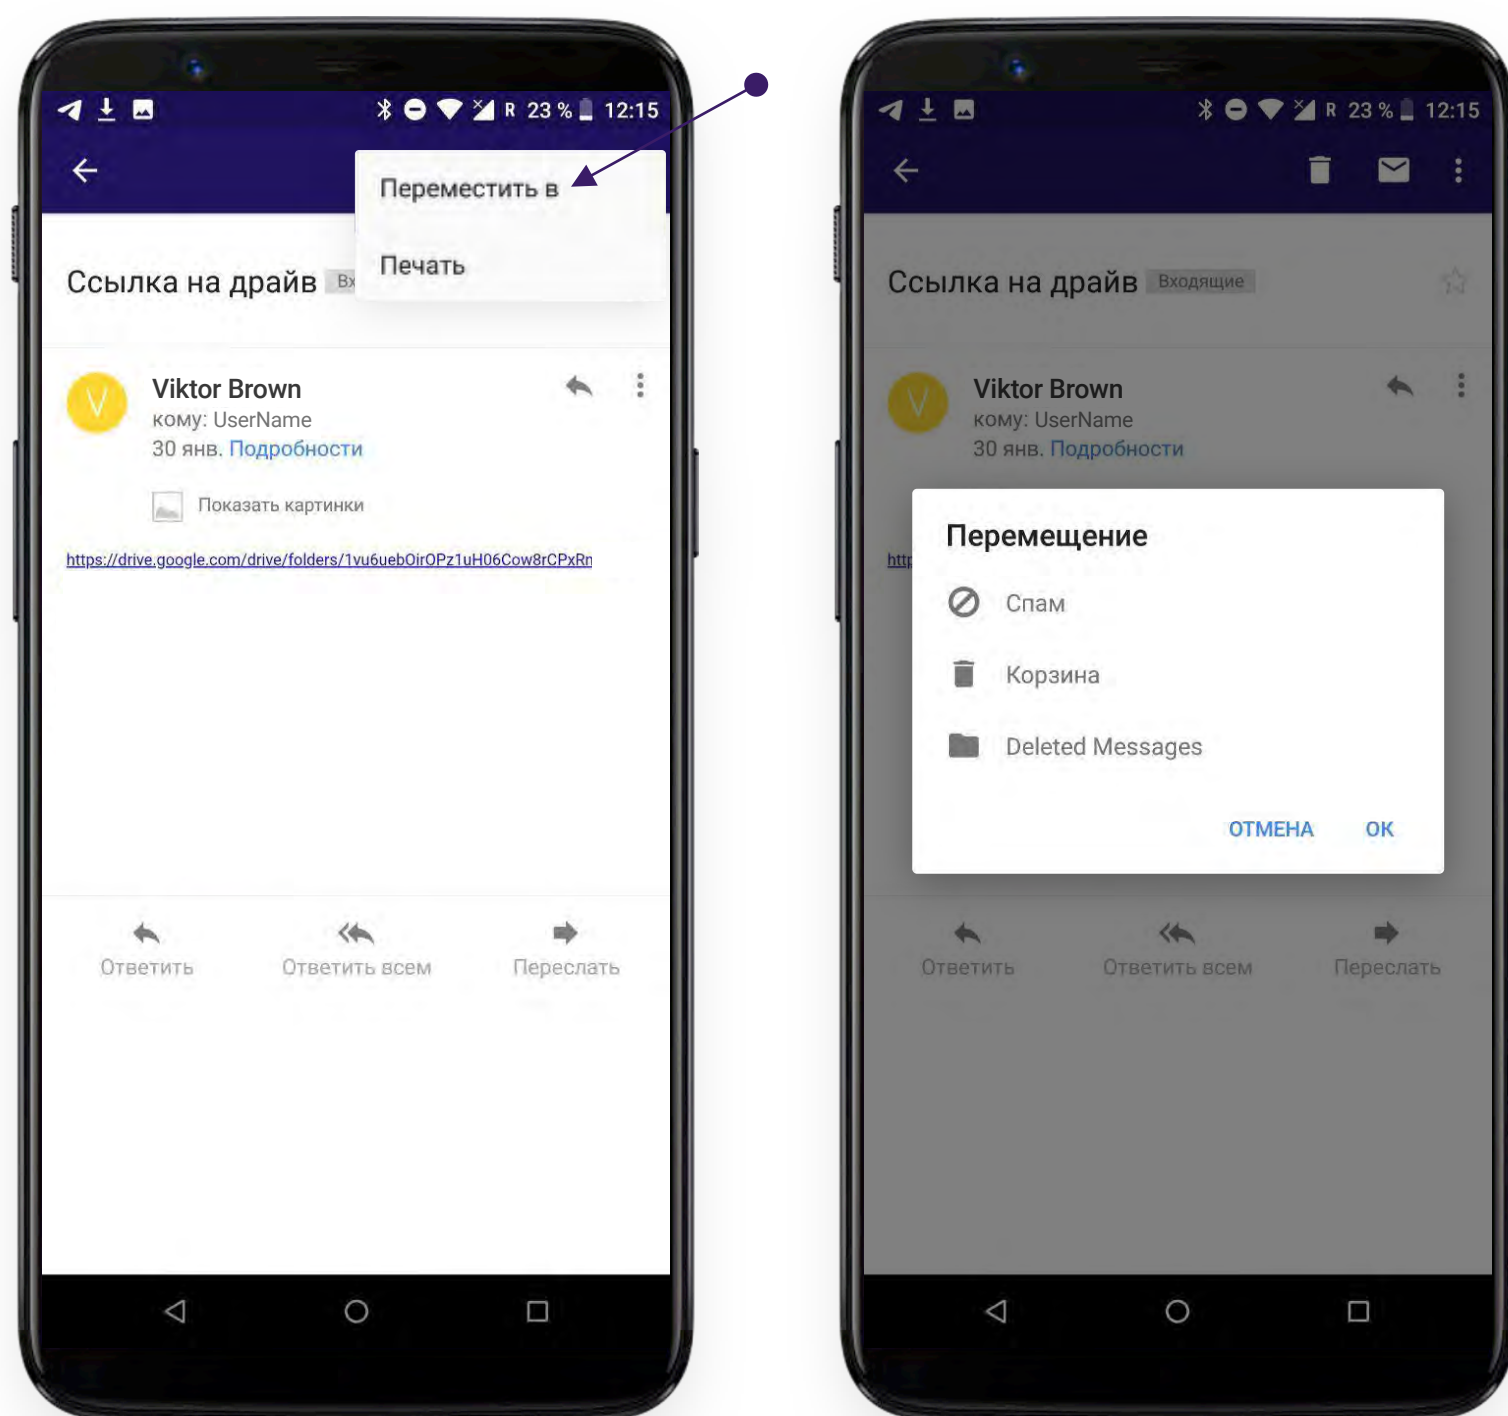 R 23 % 12:15
Переместить в
Печать
Ссылка на драйв Вх
Viktor Brown
кому: UserName
30 янв. Подробности
Показать картинки
https://drive.google.com/drive/folders/1vu6uebOirOPz1uH06Cow8rCPxRn
Ответить Ответить всем Переслать
R 23 % 12:15
Ссылка на драйв Входящие
Viktor Brown
кому: UserName
30 янв. Подробности
http
Перемещение
Спам
Корзина
Deleted Messages
ОТМЕНА ОК
Ответить Ответить всем Переслать